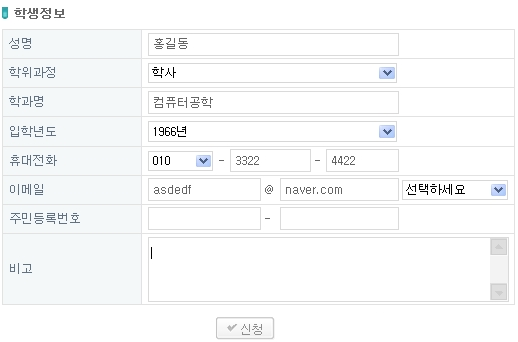 학생정보
성명 홍길동
학위과정 학사
학과명 컴퓨터공학
입학년도 1966년
휴대전화 010 - 3322 - 4422
이메일 asdedf @ naver.com 선택하세요
주민등록번호 -
비고
신청